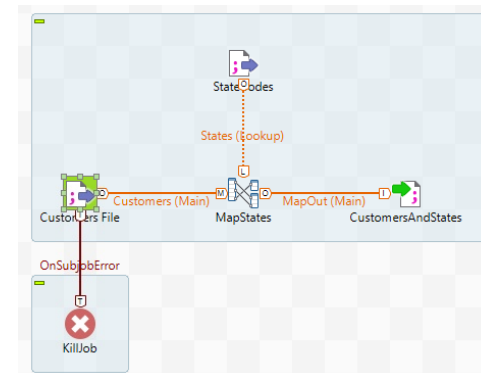 O
StateCodes
States (Lookup)
L
O
Customers (Main)
M
O
MapOut (Main)
I
Customers File
MapStates
CustomersAndStates
T
OnSubjobError
T
KillJob